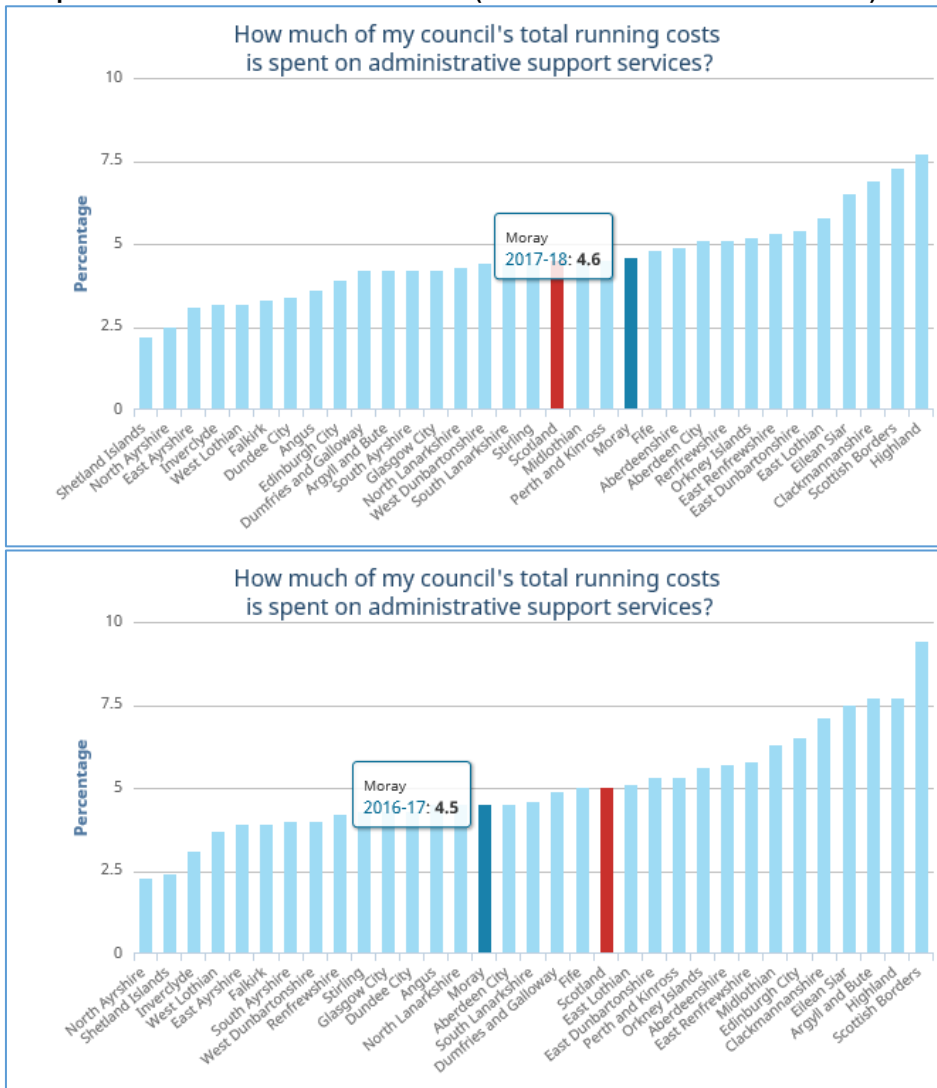 How much of my council's total running costs
is spent on administrative support services?
10
7.5
5
2.5
0
Percentage
Moray
2017-18: 4.6
Shetland Islands
North Ayrshire
East Ayrshire
Inverclyde
West Lothian
Falkirk
Dundee City
Angus
Edinburgh City
Dumfries and Galloway
Argyll and Bute
South Ayrshire
Glasgow City
North Lanarkshire
West Dunbartonshire
South Lanarkshire
Stirling
Scotland
Midlothian
Perth and Kinross
Moray
Fife
Aberdeenshire
Aberdeen City
Renfrewshire
Orkney Islands
East Renfrewshire
East Dunbartonshire
East Lothian
Eilean Siar
Clackmannanshire
Scottish Borders
Highland
How much of my council's total running costs
is spent on administrative support services?
10
7.5
5
2.5
0
Percentage
Moray
2016-17: 4.5
North Ayrshire
Shetland Islands
Inverclyde
West Lothian
East Ayrshire
Falkirk
South Ayrshire
West Dunbartonshire
Renfrewshire
Stirling
Glasgow City
Dundee City
Angus
North Lanarkshire
Moray
Aberdeen City
South Lanarkshire
Dumfries and Galloway
Fife
Scotland
East Lothian
East Dunbartonshire
Perth and Kinross
Orkney Islands
Aberdeenshire
East Renfrewshire
Midlothian
Edinburgh City
Clackmannanshire
Eilean Siar
Argyll and Bute
Highland
Scottish Borders